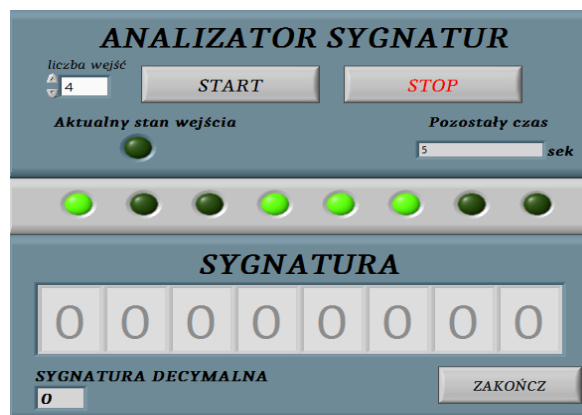 ANALIZATOR SYGNATUR
liczba wejść
4
START
STOP
Aktualny stan wejścia
Pozostały czas
5
sek
SYGNATURA
0 0 0 0 0 0 0 0
SYGNATURA DECYMALNA
0
ZAKOŃCZ